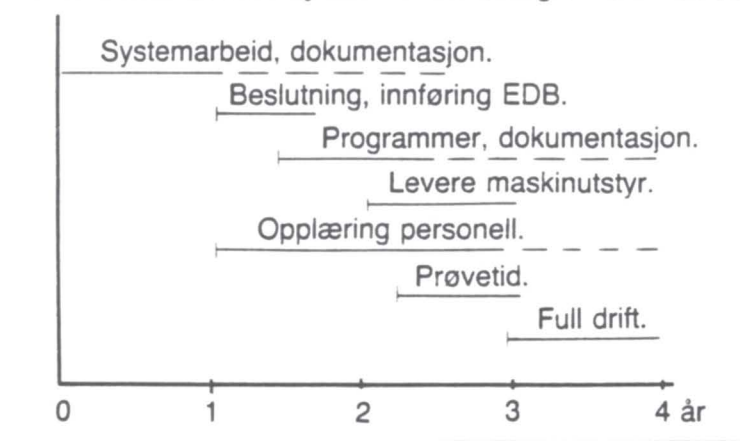 Systemarbeid, dokumentasjon.
Beslutning, innføring EDB.
Programmer, dokumentasjon.
Levere maskinutstyr.
Opplæring personell.
Prøvetid.
Full drift.
0 1 2 3 4 år